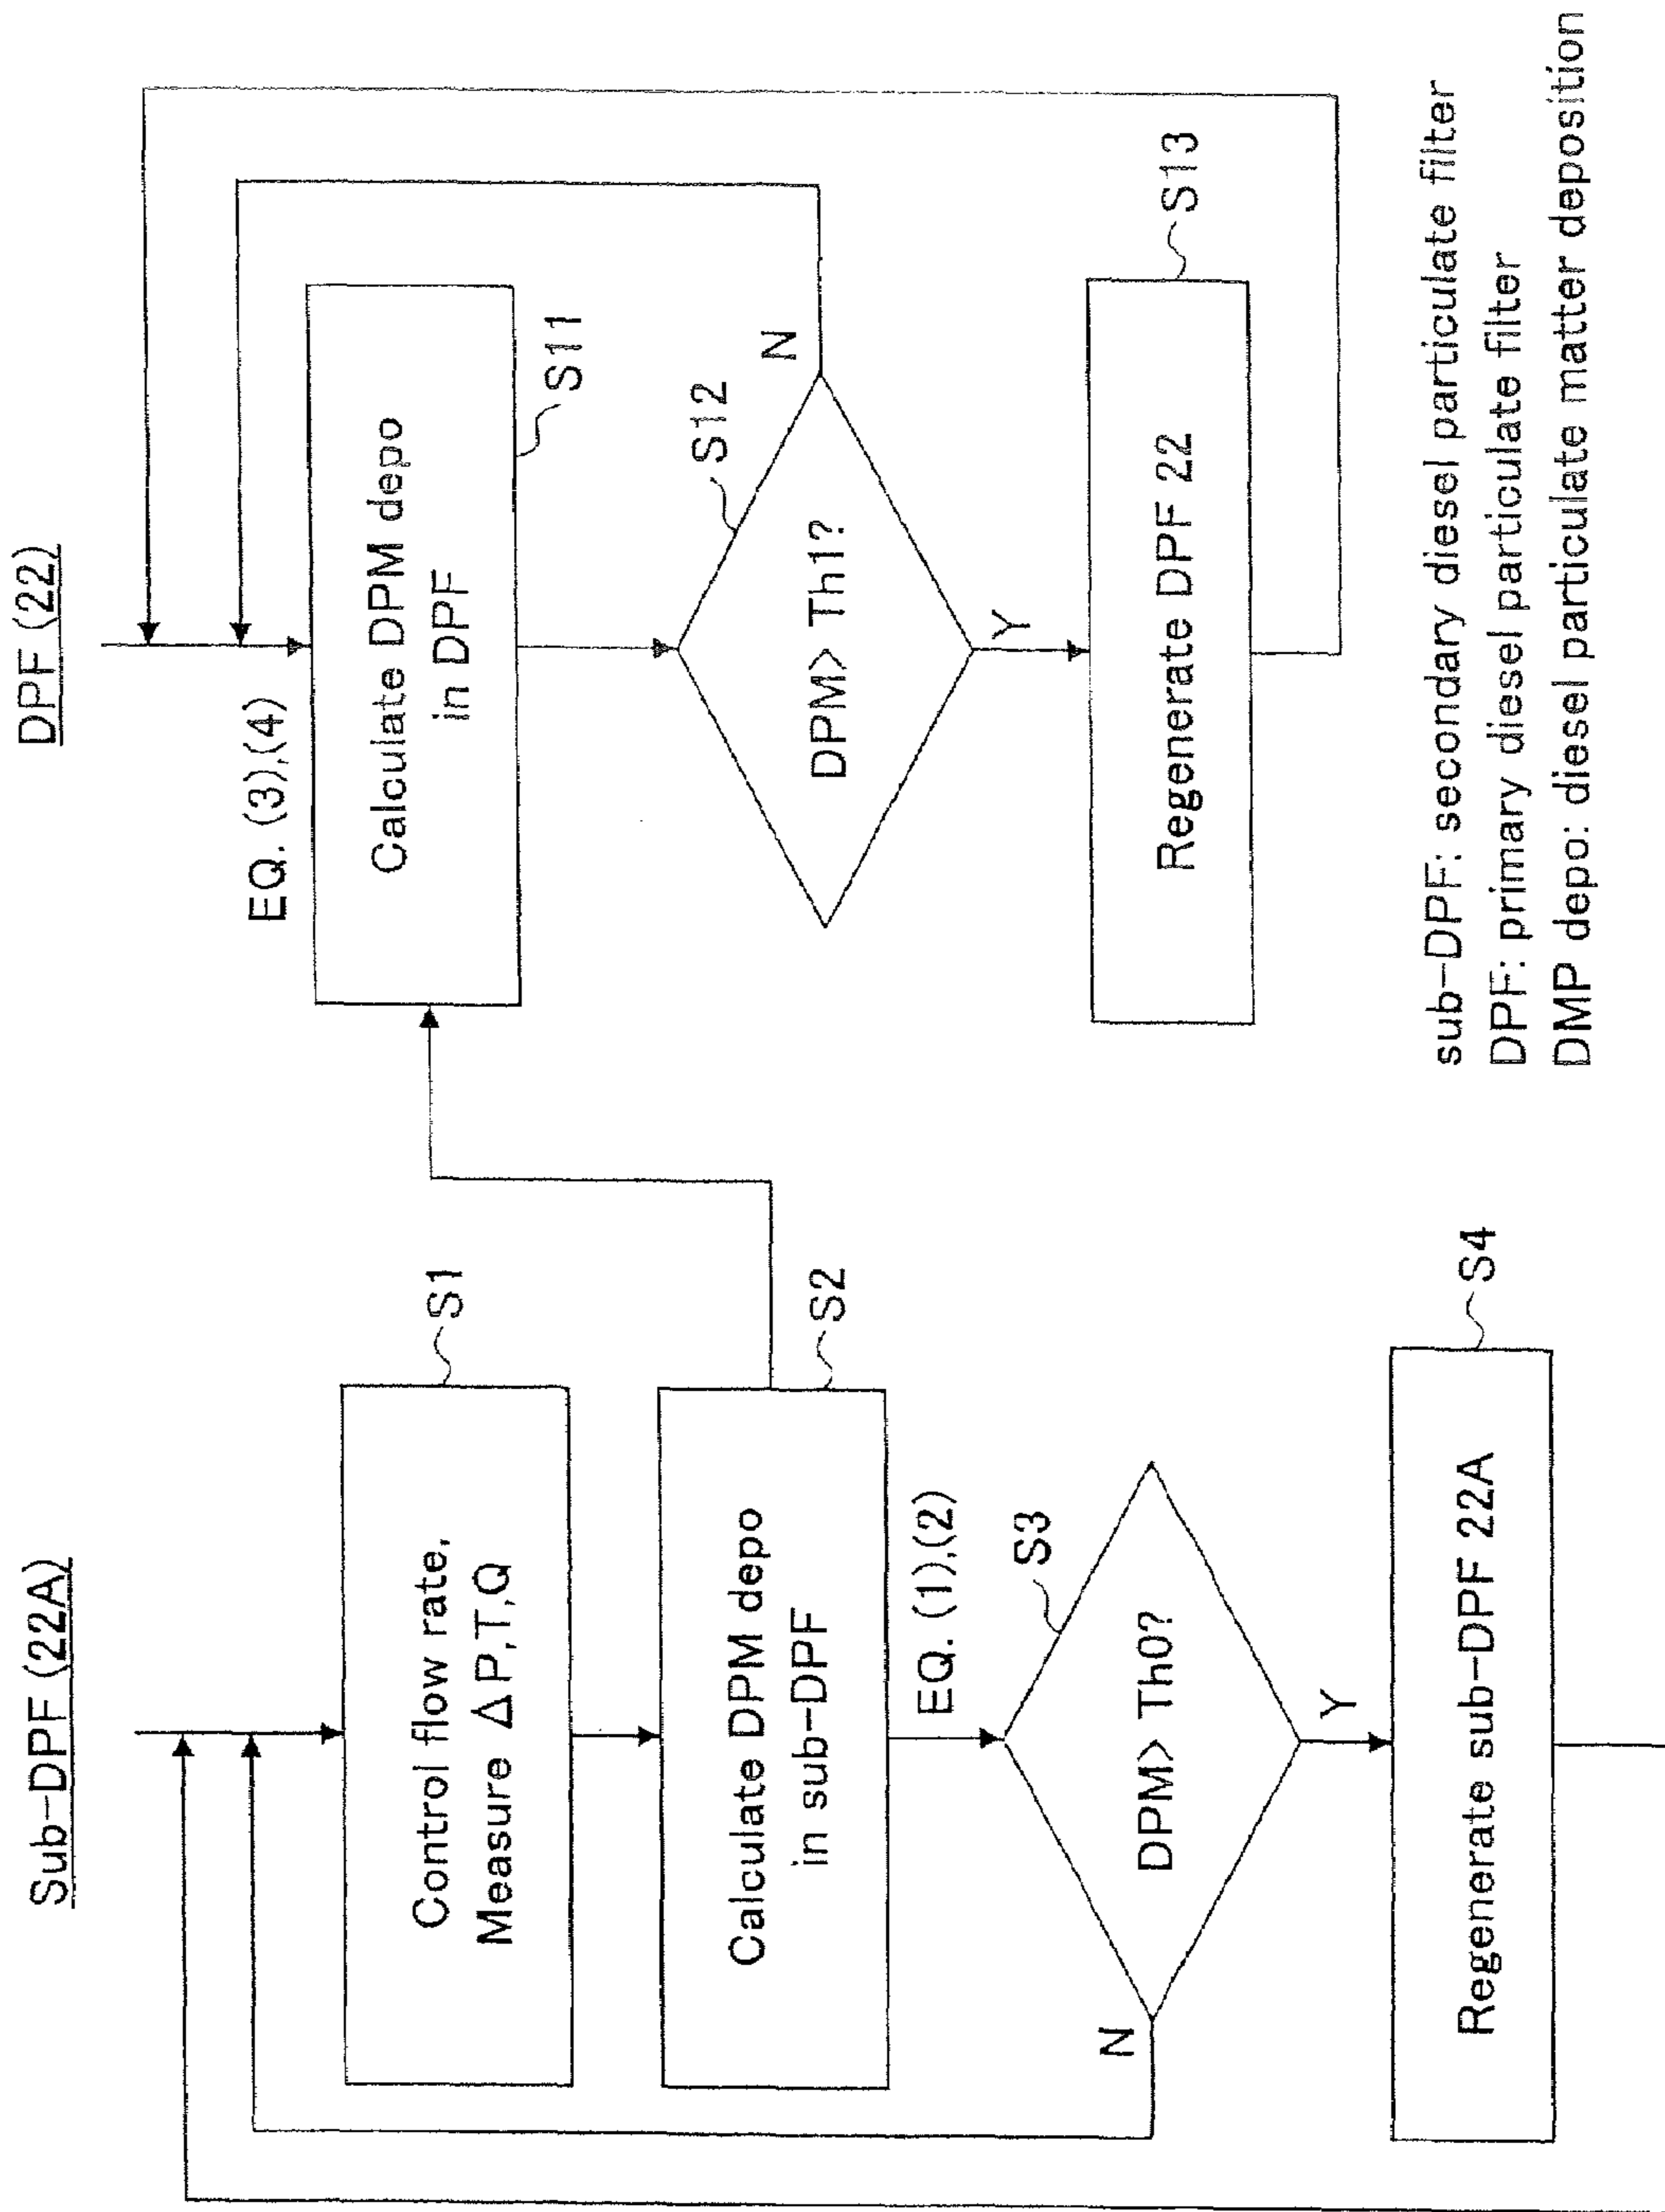 Sub-DPF (22A)
Control flow rate,
Measure ΔP,T,Q
S1
Calculate DPM depo
in sub-DPF
S2
EQ. (1),(2)
S3
DPM> Th0?
N
Y
Regenerate sub-DPF 22A
S4
DPF (22)
EQ. (3),(4)
Calculate DPM depo
in DPF
S11
S12
DPM> Th1?
N
Y
Regenerate DPF 22
S13
sub-DPF: secondary diesel particulate filter
DPF: primary diesel particulate filter
DMP depo: diesel particulate matter deposition